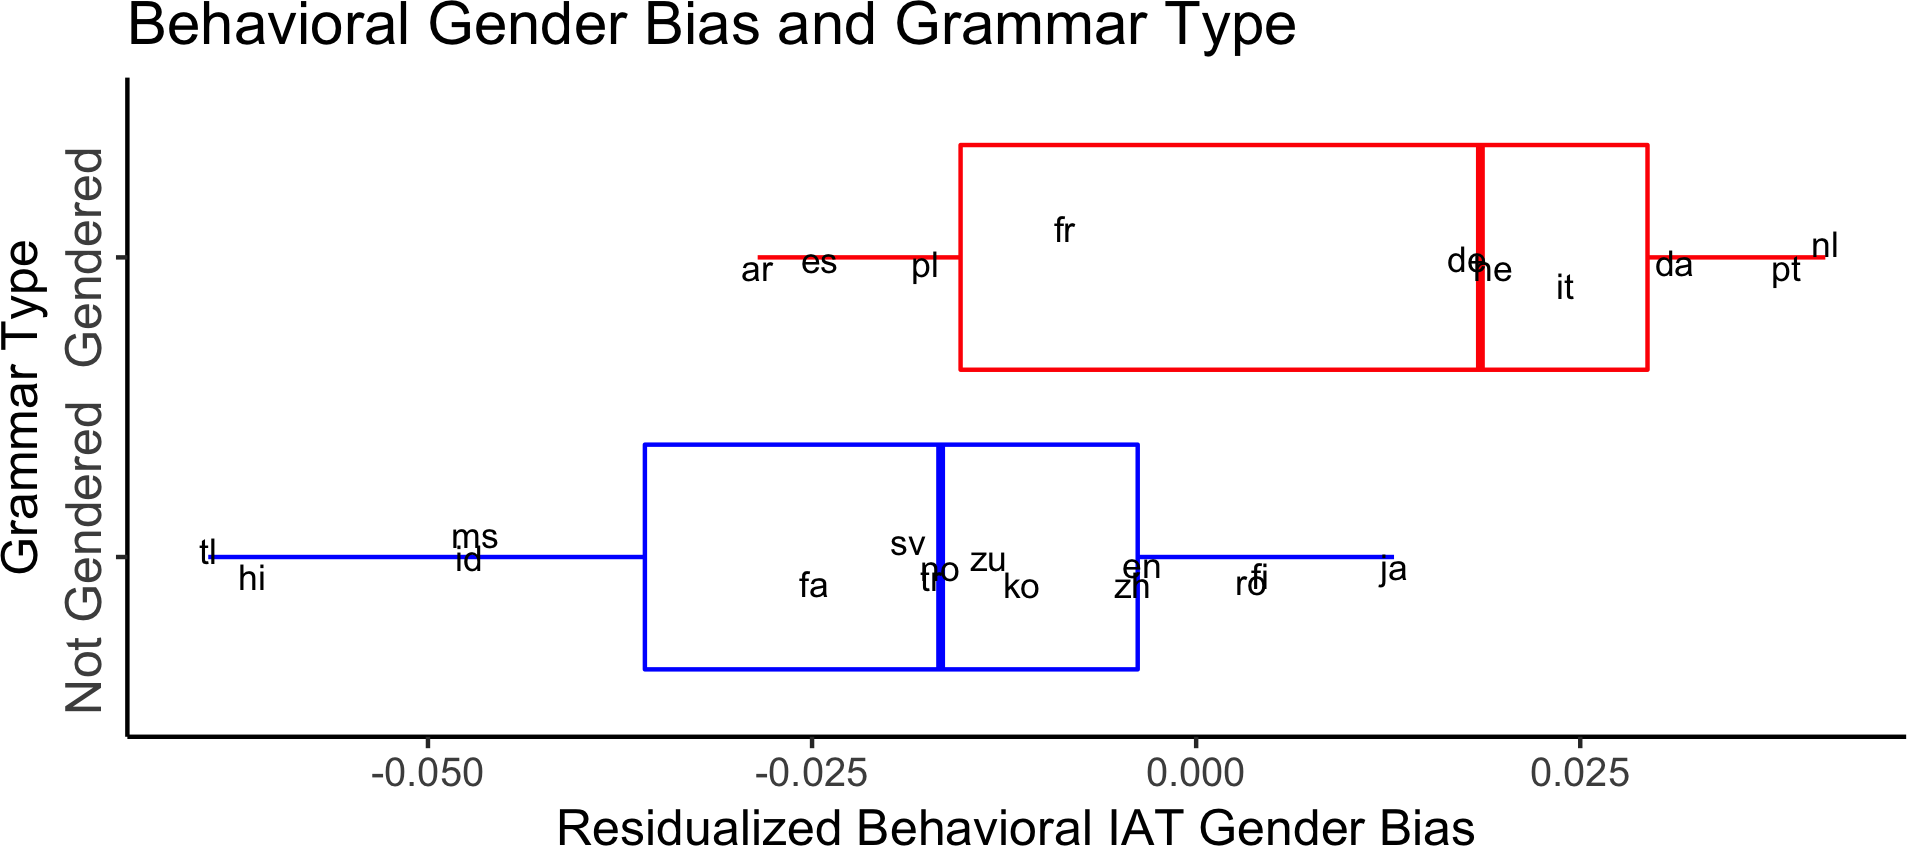 Behavioral Gender Bias and Grammar Type
Grammar Type
Gendered
fr
nl
ar
es
pl
de
he
it
da
pt
Not Gendered
tl
hi
ms
id
fa
sv
no
tr
zu
ko
en
zh
ro
fi
ja
-0.050
-0.025
0.000
0.025
Residualized Behavioral IAT Gender Bias